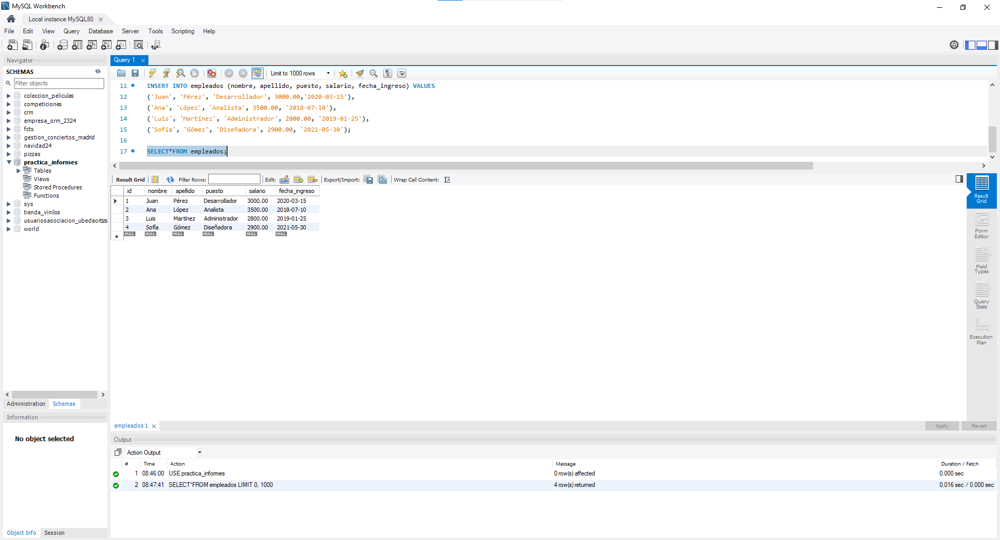 MySQL Workbench
Local instance MySQL80
File Edit View Query Database Server Tools Scripting Help
Navigator
SCHEMAS
Filter objects
coleccion_peliculas
competiciones
crm
empresa_orm_2324
fcts
gestion_conciertos_madrid
navidad24
pizzas
practica_informes
Tables
Views
Stored Procedures
Functions
sys
tienda_vinilos
usuariosasociacion_ubedaortizs
world
Administration Schemas
Information
No object selected
Object Info Session
Query 1
Limit to 1000 rows
11 INSERT INTO empleados (nombre, apellido, puesto, salario, fecha_ingreso) VALUES
12 ('Juan', 'Pérez', 'Desarrollador', 3000.00,'2020-03-15'),
13 ('Ana', 'López', 'Analista', 3500.00, '2018-07-10'),
14 ('Luis', 'Martínez', 'Administrador', 2800.00, '2019-01-25'),
15 ('Sofía', 'Gómez', 'Diseñadora', 2900.00, '2021-05-30');
16
17 SELECT*FROM empleados;
Result Grid Filter Rows: Edit: Export/Import: Wrap Cell Content:
id nombre apellido puesto salario fecha_ingreso
1 Juan Pérez Desarrollador 3000.00 2020-03-15
2 Ana López Analista 3500.00 2018-07-10
3 Luis Martínez Administrador 2800.00 2019-01-25
4 Sofía Gómez Diseñadora 2900.00 2021-05-30
NULL NULL NULL NULL NULL NULL
Result
Grid
Form
Editor
Field
Types
Query
Stats
Execution
Plan
empleados 1
Apply Revert
Output
Action Output
# Time Action Message Duration / Fetch
1 08:46:00 USE practica_informes 0 row(s) affected 0.000 sec
2 08:47:41 SELECT*FROM empleados LIMIT 0, 1000 4 row(s) returned 0.016 sec / 0.000 sec